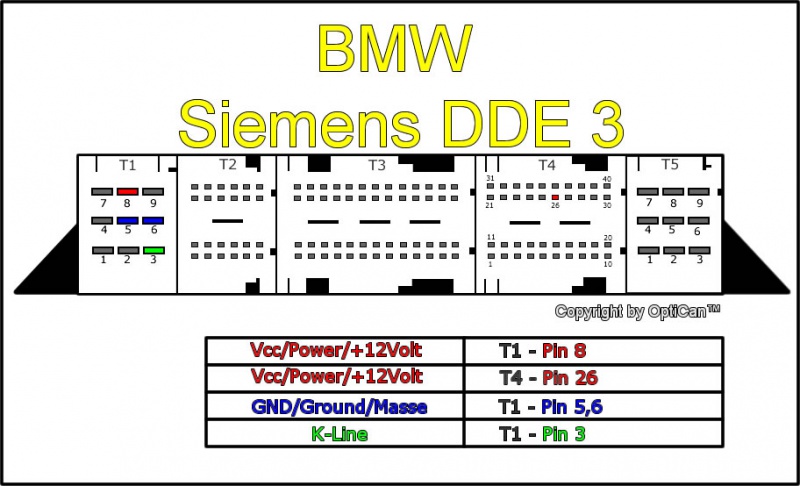 BMW
Siemens DDE 3
T1 T2 T3 T4 T5
31 40
7 8 9 21 26 30 7 8 9
4 5 6 4 5 6
11 20
1 2 3 1 10 1 2 3
Copyright by OptiCan™
Vcc/Power/+12Volt T1 - Pin 8
Vcc/Power/+12Volt T4 - Pin 26
GND/Ground/Masse T1 - Pin 5,6
K-Line T1 - Pin 3